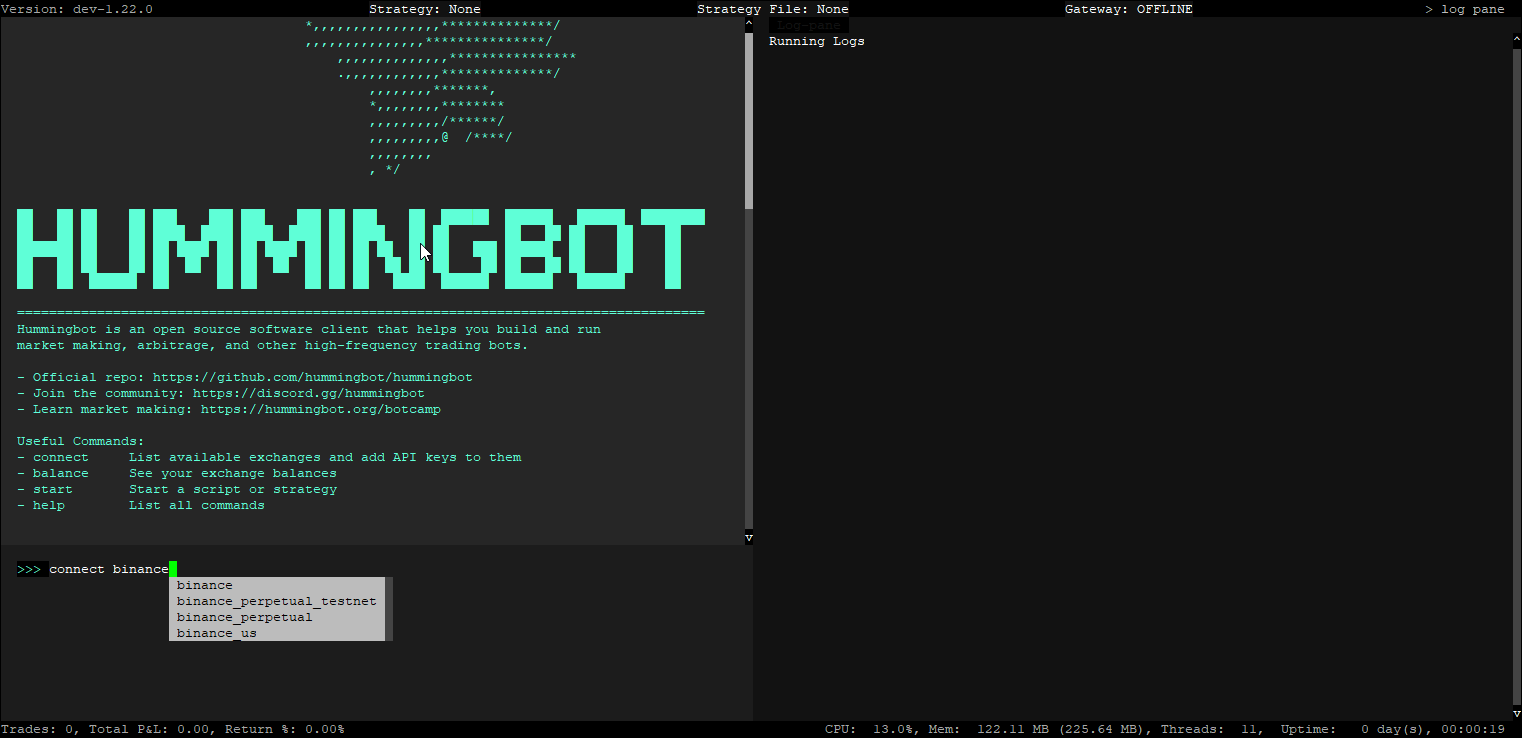 Version: dev-1.22.0 Strategy: None Strategy File: None Gateway: OFFLINE > log pane
Log-pane
Running Logs
HUMMINGBOT
Hummingbot is an open source software client that helps you build and run
market making, arbitrage, and other high-frequency trading bots.
- Official repo: https://github.com/hummingbot/hummingbot
- Join the community: https://discord.gg/hummingbot
- Learn market making: https://hummingbot.org/botcamp
Useful Commands:
- connect List available exchanges and add API keys to them
- balance See your exchange balances
- start Start a script or strategy
- help List all commands
>>> connect binance
binance
binance_perpetual_testnet
binance_perpetual
binance_us
Trades: 0, Total P&L: 0.00, Return %: 0.00% CPU: 13.0%, Mem: 122.11 MB (225.64 MB), Threads: 11, Uptime: 0 day(s), 00:00:19